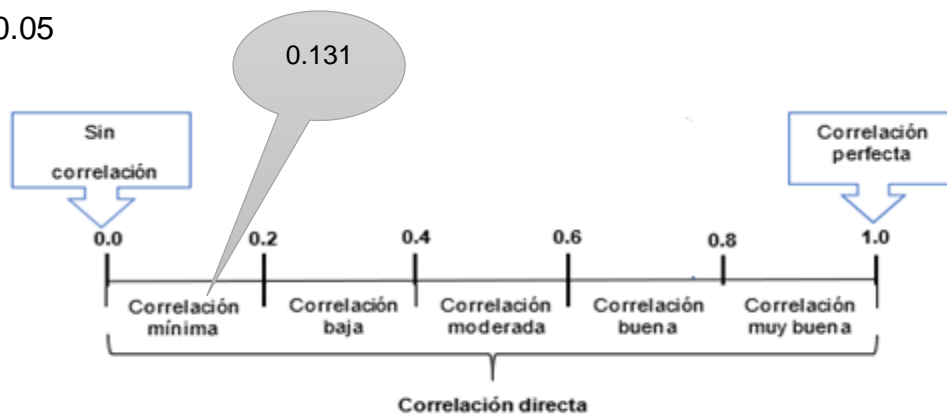 0.05
0.131
Sin
correlación
Correlación
perfecta
0.0 0.2 0.4 0.6 0.8 1.0
Correlación
mínima
Correlación
baja
Correlación
moderada
Correlación
buena
Correlación
muy buena
Correlación directa